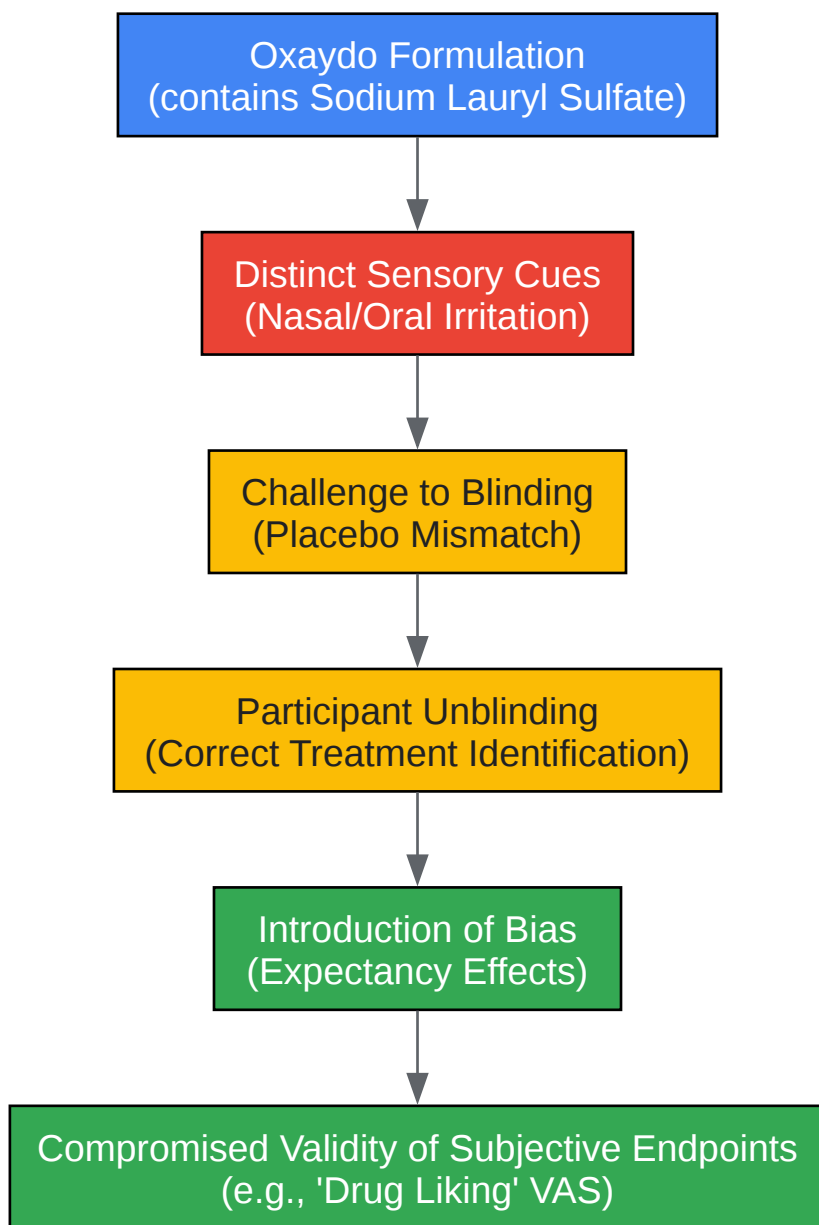 Oxaydo Formulation
(contains Sodium Lauryl Sulfate)
Distinct Sensory Cues
(Nasal/Oral Irritation)
Challenge to Blinding
(Placebo Mismatch)
Participant Unblinding
(Correct Treatment Identification)
Introduction of Bias
(Expectancy Effects)
Compromised Validity of Subjective Endpoints
(e.g., 'Drug Liking' VAS)